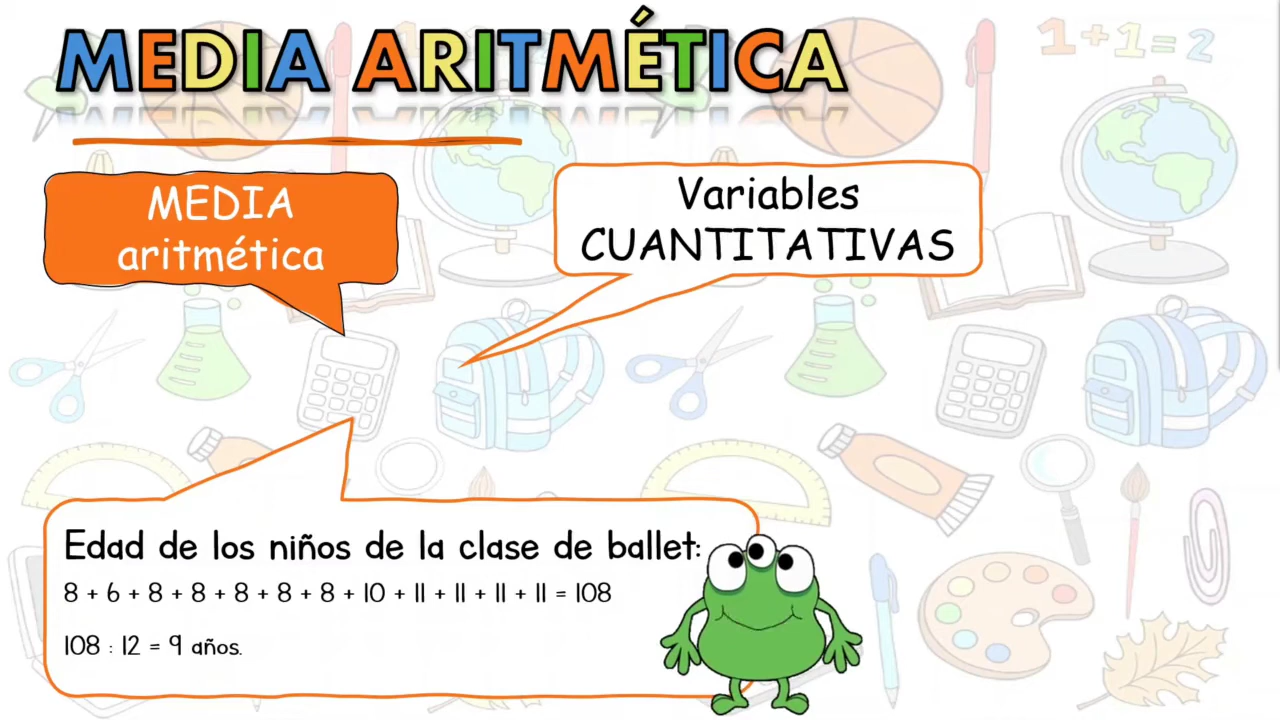 MEDIA ARITMÉTICA
1+1=2
MEDIA
aritmética
Variables
CUANTITATIVAS
Edad de los niños de la clase de ballet:
8 + 6 + 8 + 8 + 8 + 8 + 8 + 10 + 11 + 11 + 11 + 11 = 108
108 : 12 = 9 años.